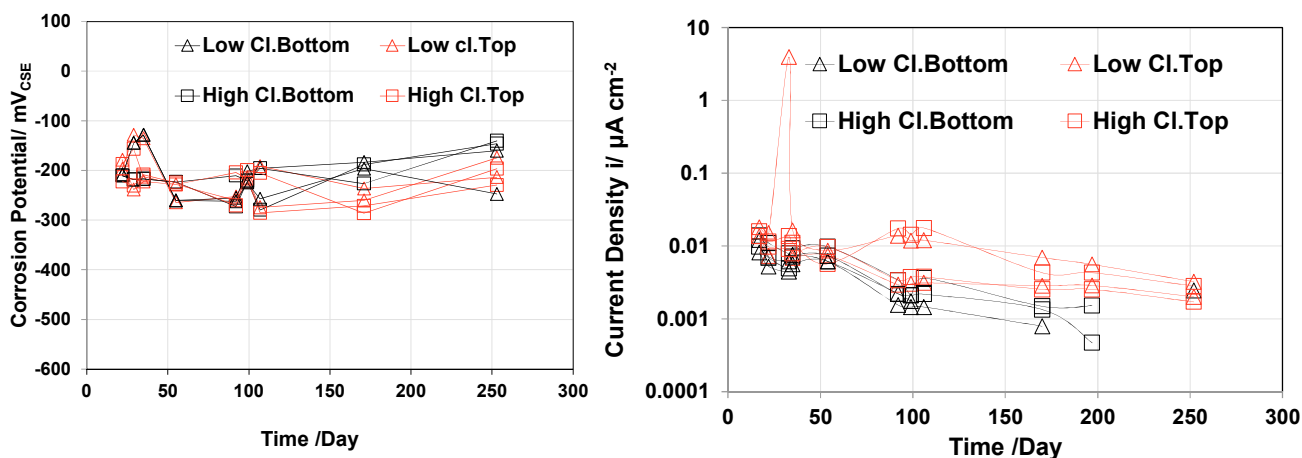 100
0
-100
-200
-300
-400
-500
-600
0 50 100 150 200 250 300
Corrosion Potential/ mVCSE
Time /Day
Low Cl.Bottom Low cl.Top
High Cl.Bottom High Cl.Top
10
1
0.1
0.01
0.001
0.0001
0 50 100 150 200 250 300
Current Density i/ µA cm-2
Time /Day
Low Cl.Bottom Low Cl.Top
High Cl.Bottom High Cl.Top